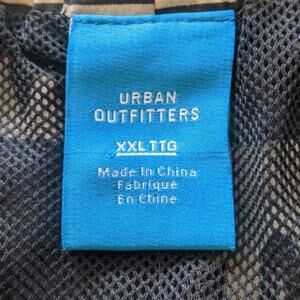 URBAN
OUTFITTERS
XXL TTG
Made In China
Fabriqué
En Chine